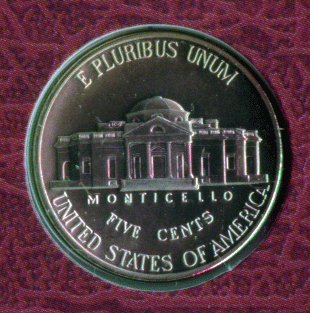 E PLURIBUS UNUM
MONTICELLO
FIVE CENTS
UNITED STATES OF AMERICA